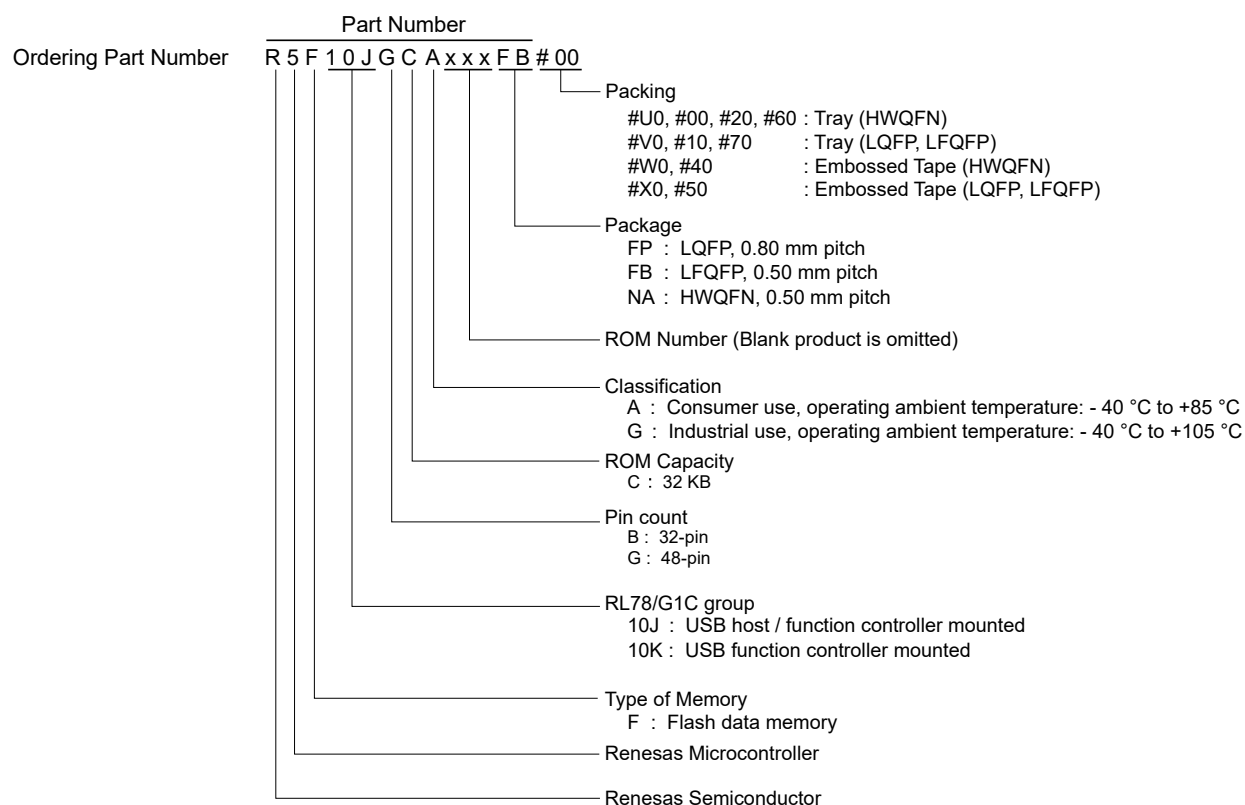 Part Number
Ordering Part Number R 5 F 1 0 J G C A x x x F B # 00
Packing
#U0, #00, #20, #60 : Tray (HWQFN)
#V0, #10, #70 : Tray (LQFP, LFQFP)
#W0, #40 : Embossed Tape (HWQFN)
#X0, #50 : Embossed Tape (LQFP, LFQFP)
Package
FP : LQFP, 0.80 mm pitch
FB : LFQFP, 0.50 mm pitch
NA : HWQFN, 0.50 mm pitch
ROM Number (Blank product is omitted)
Classification
A : Consumer use, operating ambient temperature: - 40 °C to +85 °C
G : Industrial use, operating ambient temperature: - 40 °C to +105 °C
ROM Capacity
C : 32 KB
Pin count
B : 32-pin
G : 48-pin
RL78/G1C group
10J : USB host / function controller mounted
10K : USB function controller mounted
Type of Memory
F : Flash data memory
Renesas Microcontroller
Renesas Semiconductor